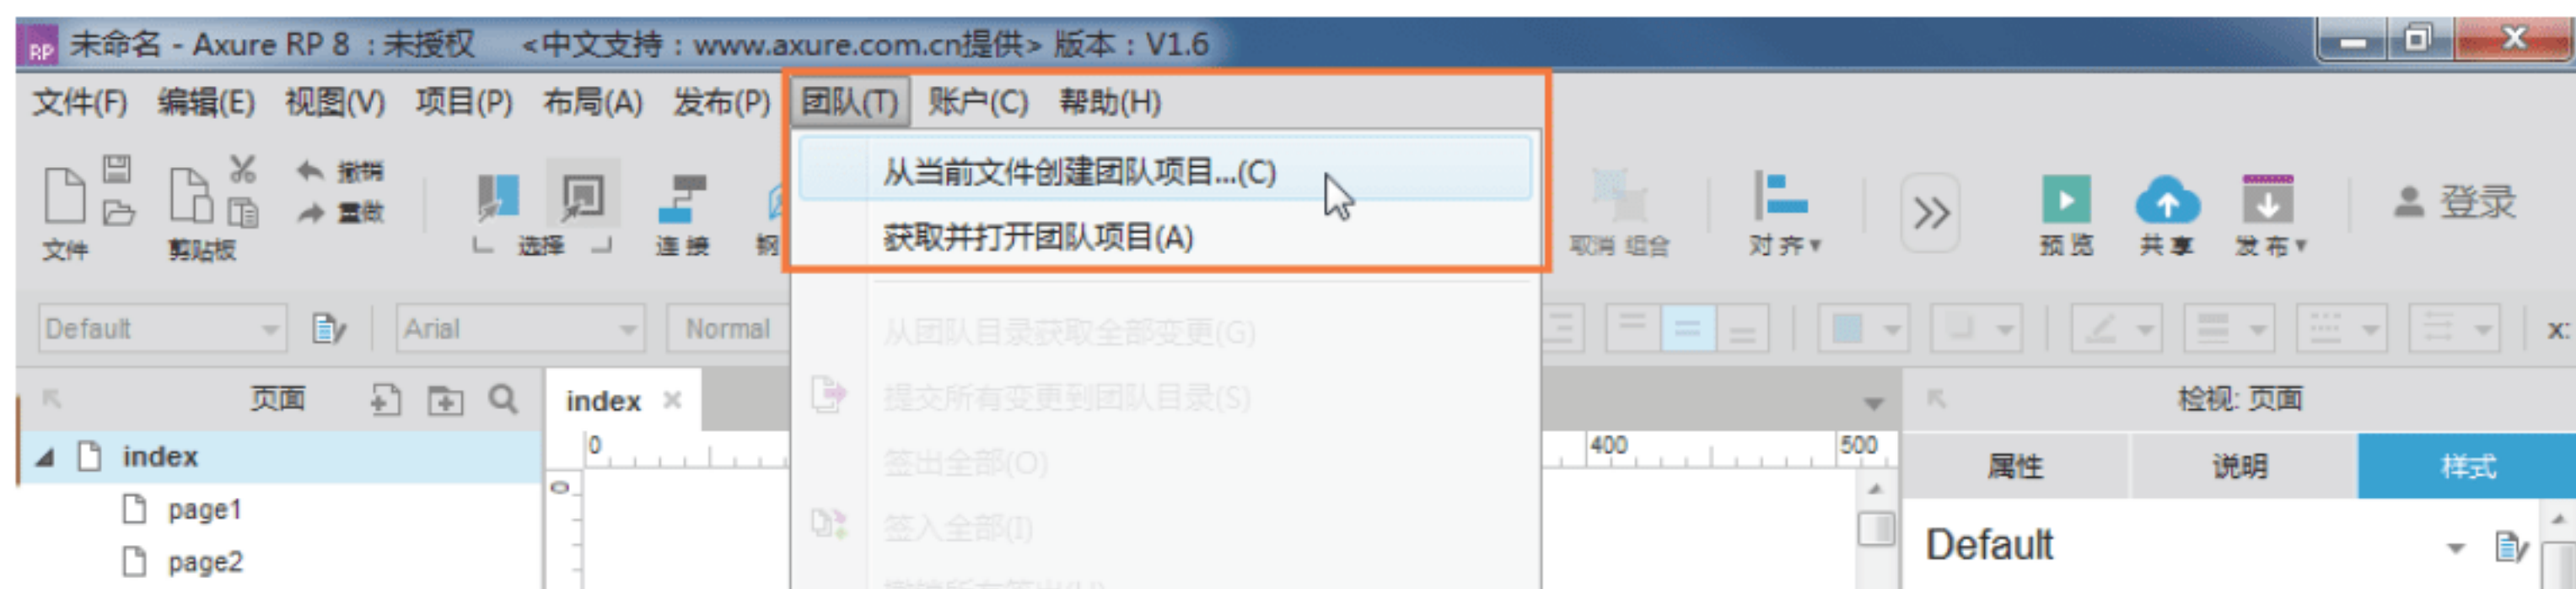 RP 未命名 - Axure RP 8 : 未授权 <中文支持 : www.axure.com.cn提供> 版本 : V1.6
文件(F) 编辑(E) 视图(V) 项目(P) 布局(A) 发布(P) 团队(T) 账户(C) 帮助(H)
从当前文件创建团队项目...(C)
获取并打开团队项目(A)
从团队目录获取全部变更(G)
提交所有变更到团队目录(S)
签出全部(O)
签入全部(I)
撤销 重做
文件 剪贴板 选择 连接 取消 组合 对齐 预览 共享 发布 登录
Default Arial Normal x:
页面 index 检视: 页面
0 400 500
0
index
page1
page2
属性 说明 样式
Default